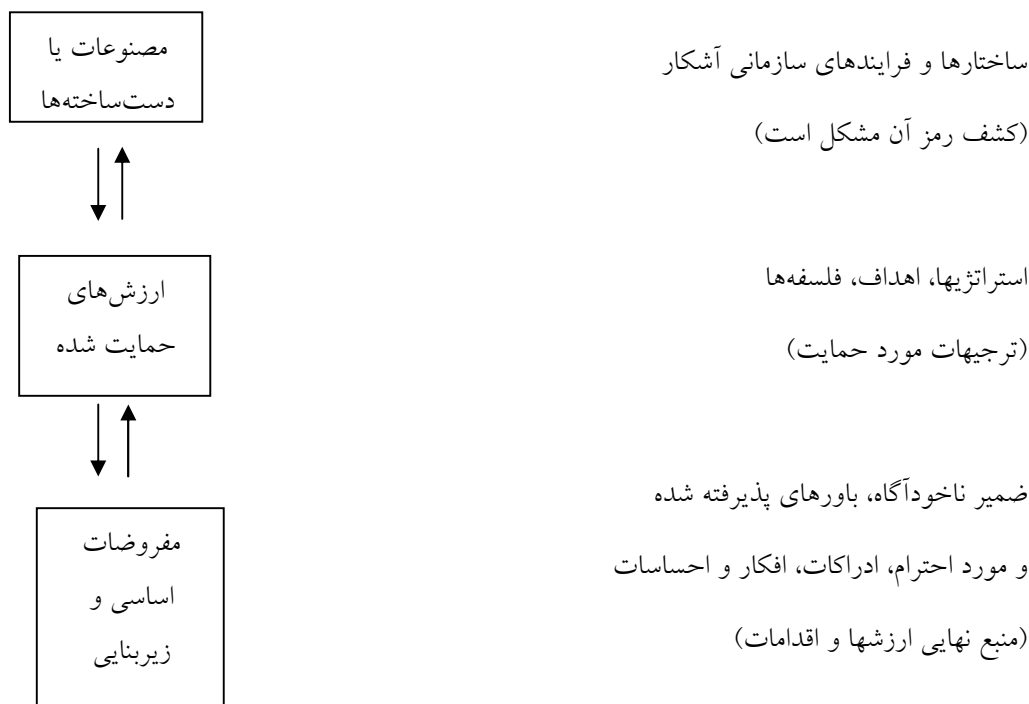 مصنوعات یا
دست‌ساخته‌ها
ساختارها و فرایندهای سازمانی آشکار
(کشف رمز آن مشکل است)
ارزش‌های
حمایت شده
استراتژیها، اهداف، فلسفه‌ها
(ترجیهات مورد حمایت)
مفروضات
اساسی و
زیربنایی
ضمیر ناخودآگاه، باورهای پذیرفته شده
و مورد احترام، ادراکات، افکار و احساسات
(منبع نهایی ارزشها و اقدامات)